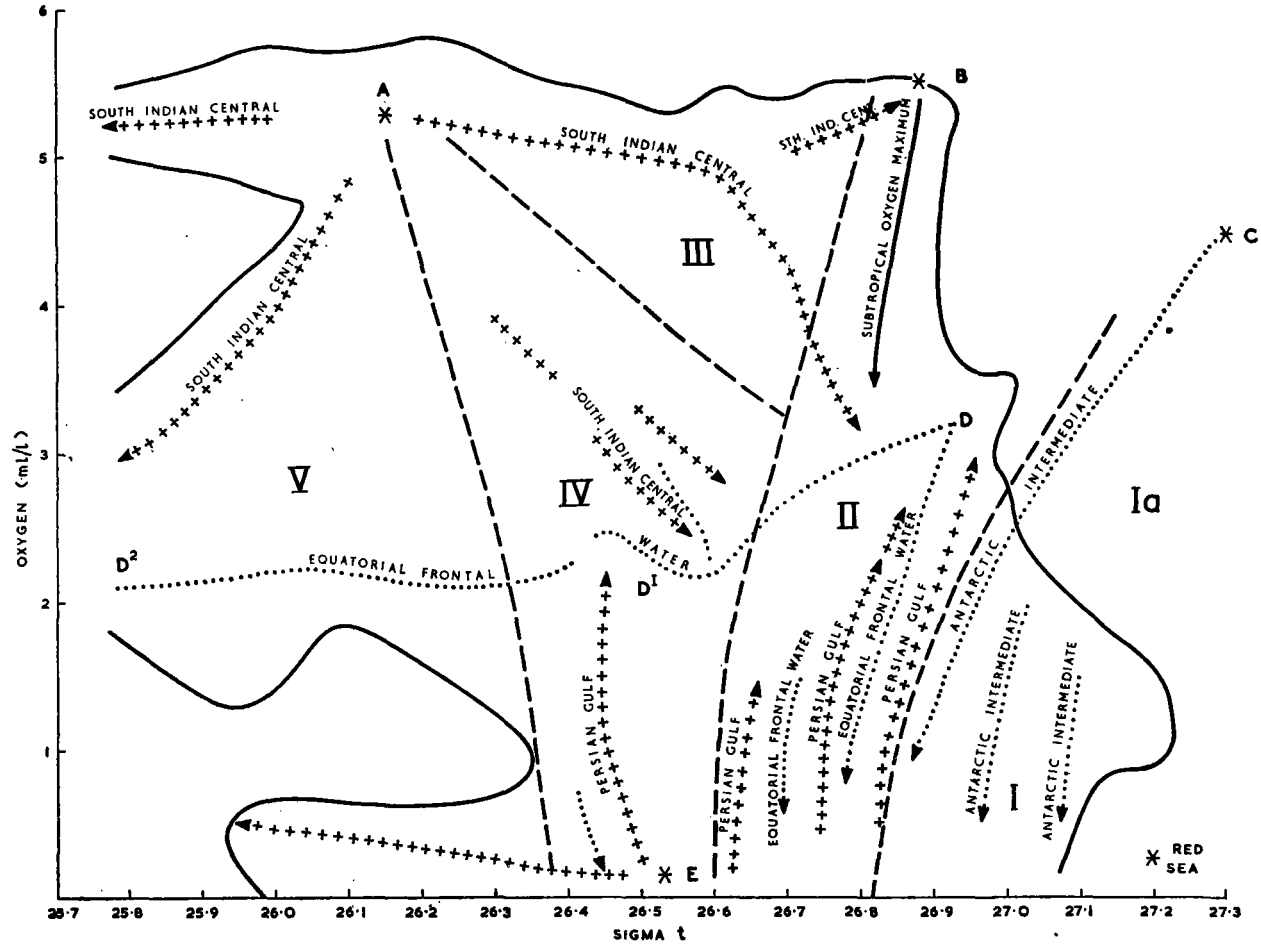 6
A
B
SOUTH INDIAN CENTRAL
SOUTH INDIAN CENTRAL
STH. IND. CENT.
5
C
III
SUBTROPICAL OXYGEN MAXIMUM
SOUTH INDIAN CENTRAL
4
SOUTH INDIAN CENTRAL
ANTARCTIC INTERMEDIATE
D
3
V
IV
II
Ia
OXYGEN (ml/l)
D²
EQUATORIAL FRONTAL
WATER
D¹
2
PERSIAN GULF
PERSIAN GULF
EQUATORIAL FRONTAL WATER
PERSIAN GULF
EQUATORIAL FRONTAL WATER
PERSIAN GULF
ANTARCTIC INTERMEDIATE
ANTARCTIC INTERMEDIATE
1
I
E
RED
SEA
25.7 25.8 25.9 26.0 26.1 26.2 26.3 26.4 26.5 26.6 26.7 26.8 26.9 27.0 27.1 27.2 27.3
SIGMA t